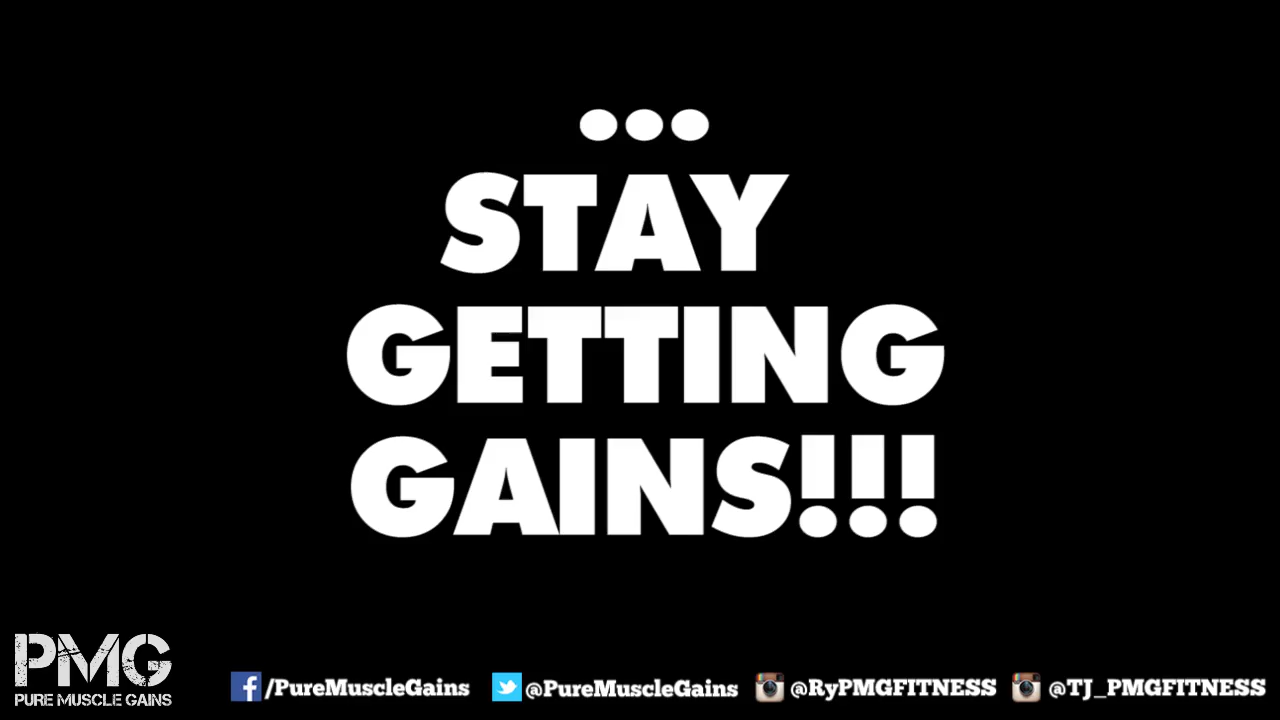 ...
STAY
GETTING
GAINS!!!
PMG
PURE MUSCLE GAINS
/PureMuscleGains @PureMuscleGains @RyPMGFITNESS @TJ_PMGFITNESS